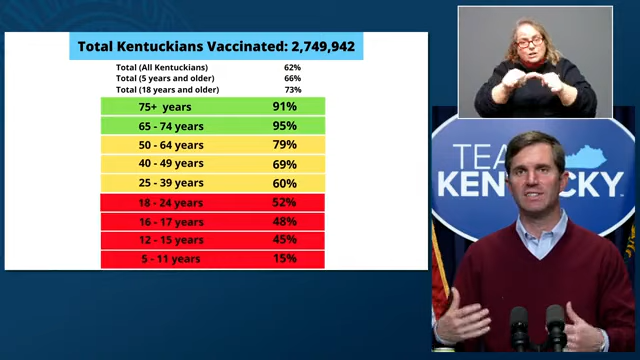 Total Kentuckians Vaccinated: 2,749,942
Total (All Kentuckians) 62%
Total (5 years and older) 66%
Total (18 years and older) 73%
75+ years 91%
65 - 74 years 95%
50 - 64 years 79%
40 - 49 years 69%
25 - 39 years 60%
18 - 24 years 52%
16 - 17 years 48%
12 - 15 years 45%
5 - 11 years 15%
TEA
KENT CKY